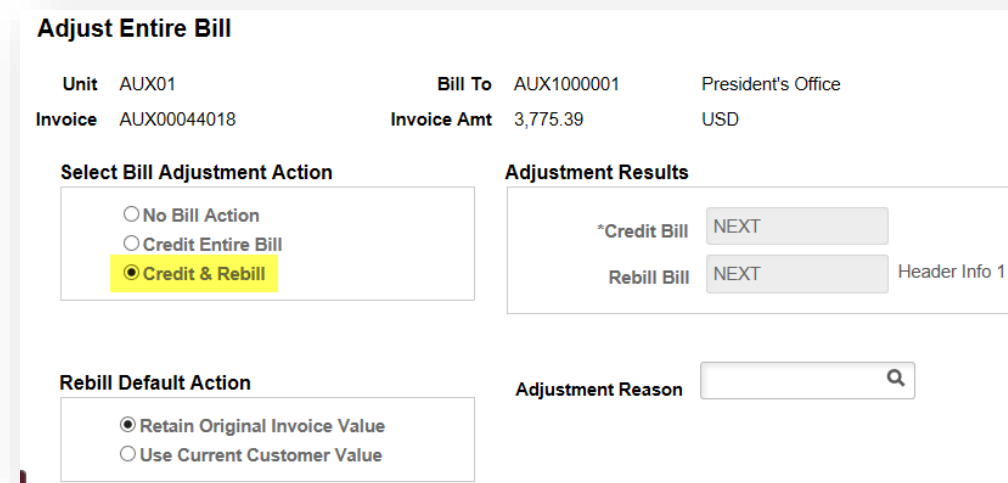 Adjust Entire Bill
Unit AUX01 Bill To AUX1000001 President's Office
Invoice AUX00044018 Invoice Amt 3,775.39 USD
Select Bill Adjustment Action Adjustment Results
No Bill Action
*Credit Bill NEXT
Credit Entire Bill
Credit & Rebill
Rebill Bill NEXT Header Info 1
Rebill Default Action
Adjustment Reason
Retain Original Invoice Value
Use Current Customer Value